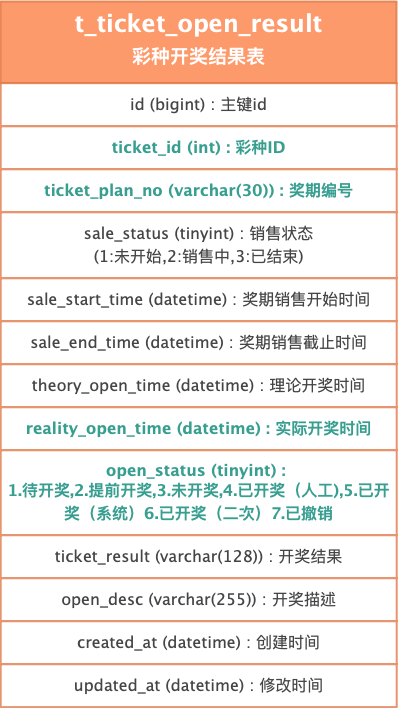 t_ticket_open_result
彩种开奖结果表
id (bigint) : 主键id
ticket_id (int) : 彩种ID
ticket_plan_no (varchar(30)) : 奖期编号
sale_status (tinyint) : 销售状态
(1:未开始,2:销售中,3:已结束)
sale_start_time (datetime) : 奖期销售开始时间
sale_end_time (datetime) : 奖期销售截止时间
theory_open_time (datetime) : 理论开奖时间
reality_open_time (datetime) : 实际开奖时间
open_status (tinyint) :
1.待开奖,2.提前开奖,3.未开奖,4.已开奖（人工),5.已开
奖（系统）6.已开奖（二次）7.已撤销
ticket_result (varchar(128)) : 开奖结果
open_desc (varchar(255)) : 开奖描述
created_at (datetime) : 创建时间
updated_at (datetime) : 修改时间